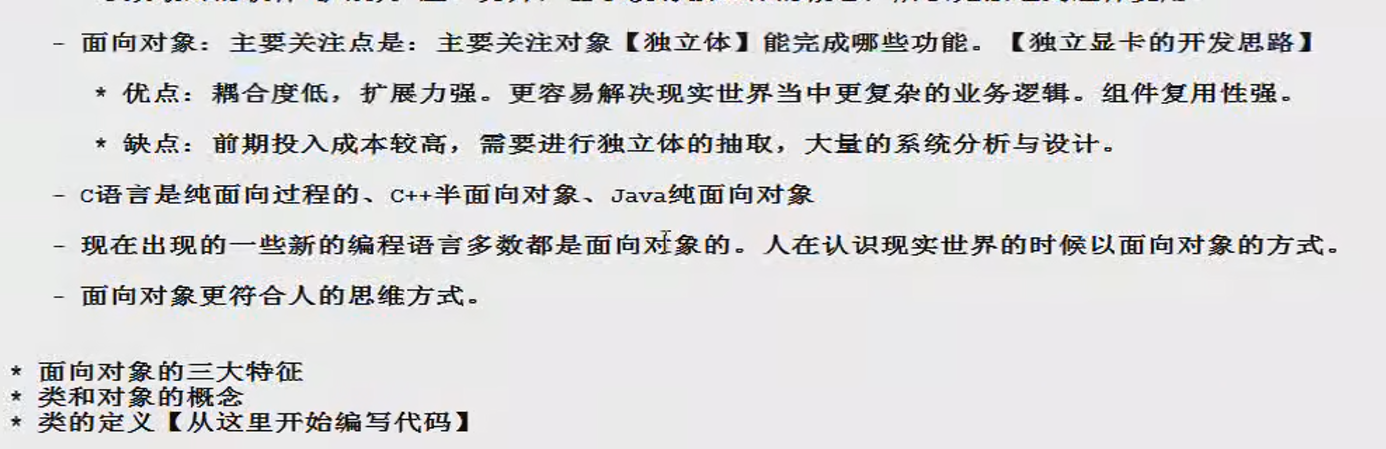 - 面向对象：主要关注点是：主要关注对象【独立体】能完成哪些功能。【独立显卡的开发思路】
* 优点：耦合度低，扩展力强。更容易解决现实世界当中更复杂的业务逻辑。组件复用性强。
* 缺点：前期投入成本较高，需要进行独立体的抽取，大量的系统分析与设计。
- C语言是纯面向过程的、C++半面向对象、Java纯面向对象
- 现在出现的一些新的编程语言多数都是面向对象的。人在认识现实世界的时候以面向对象的方式。
- 面向对象更符合人的思维方式。
* 面向对象的三大特征
* 类和对象的概念
* 类的定义【从这里开始编写代码】